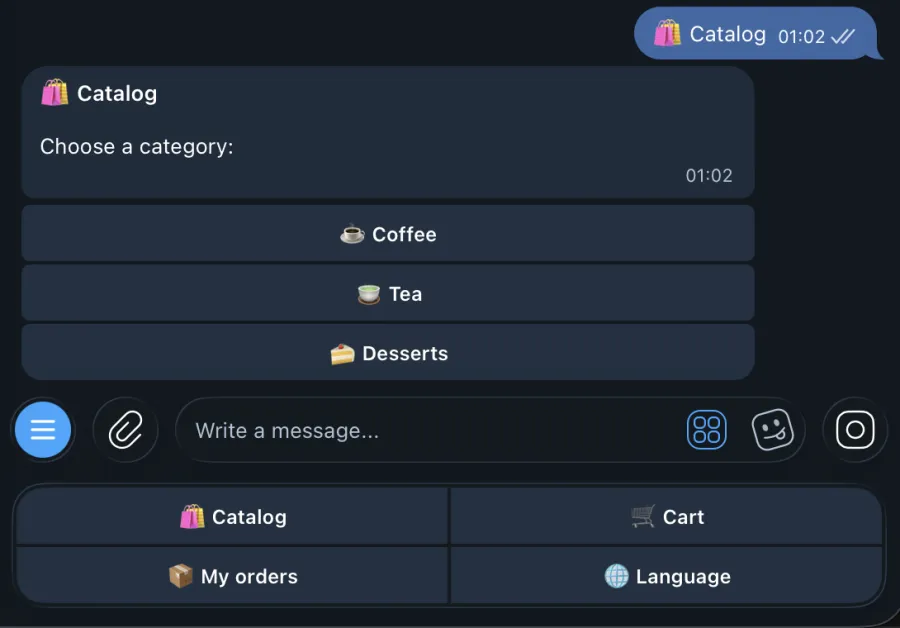 🛍️ Catalog 01:02
🛍️ Catalog
Choose a category:
01:02
☕ Coffee
🍵 Tea
🍰 Desserts
Write a message...
🛍️ Catalog
🛒 Cart
📦 My orders
🌐 Language